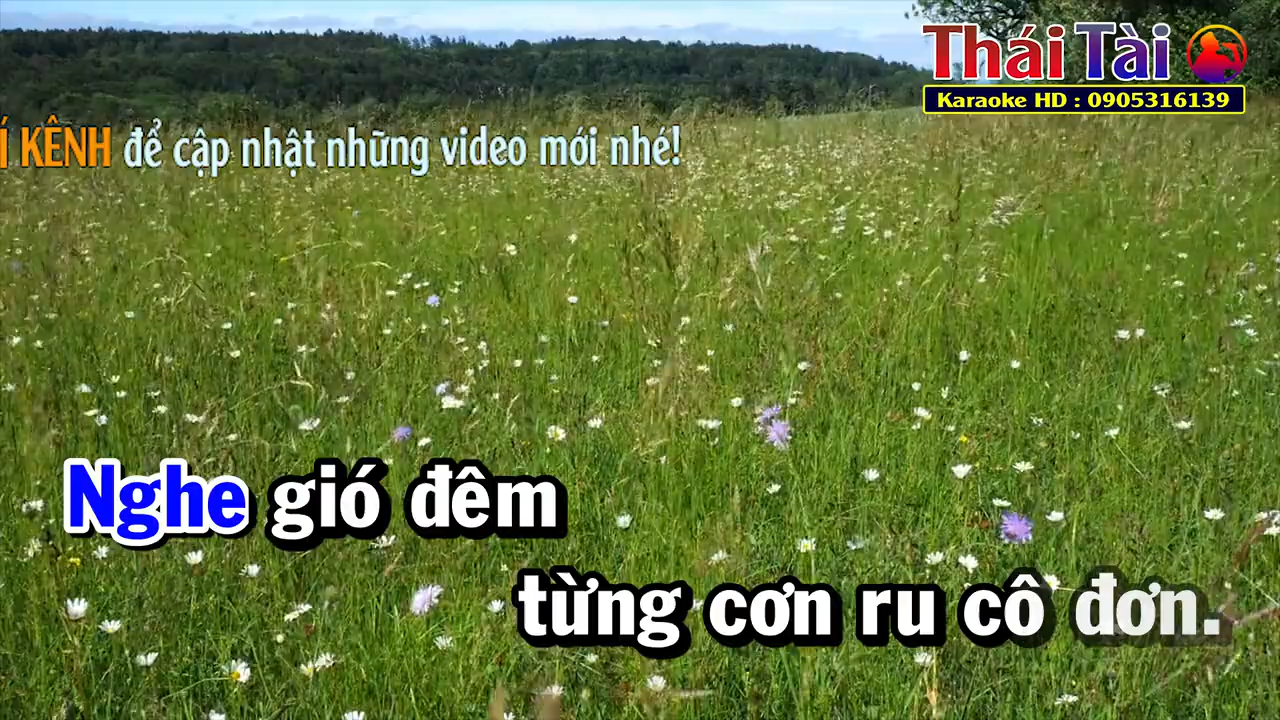 Thái Tài
Karaoke HD : 0905316139
Í KÊNH để cập nhật những video mới nhé!
Nghe gió đêm
từng cơn ru cô đơn.